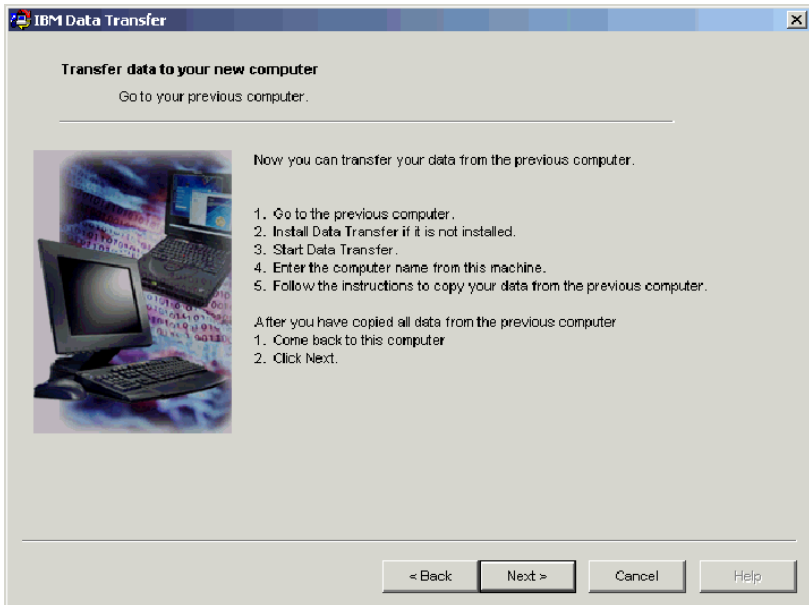 IBM Data Transfer
Transfer data to your new computer
Go to your previous computer.
Now you can transfer your data from the previous computer.
1. Go to the previous computer.
2. Install Data Transfer if it is not installed.
3. Start Data Transfer.
4. Enter the computer name from this machine.
5. Follow the instructions to copy your data from the previous computer.
After you have copied all data from the previous computer
1. Come back to this computer
2. Click Next.
< Back Next > Cancel Help